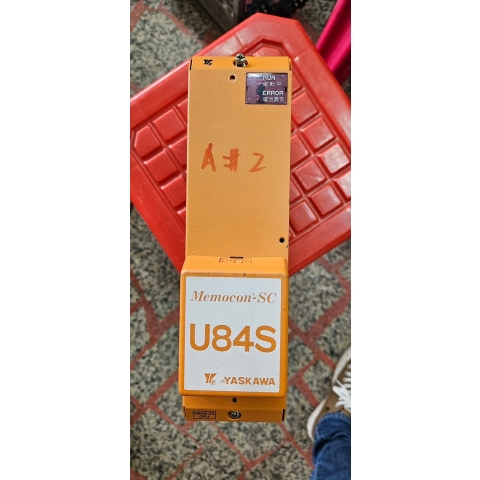 RUN
ERROR
A#2
Memocon-SC
U84S
YASKAWA